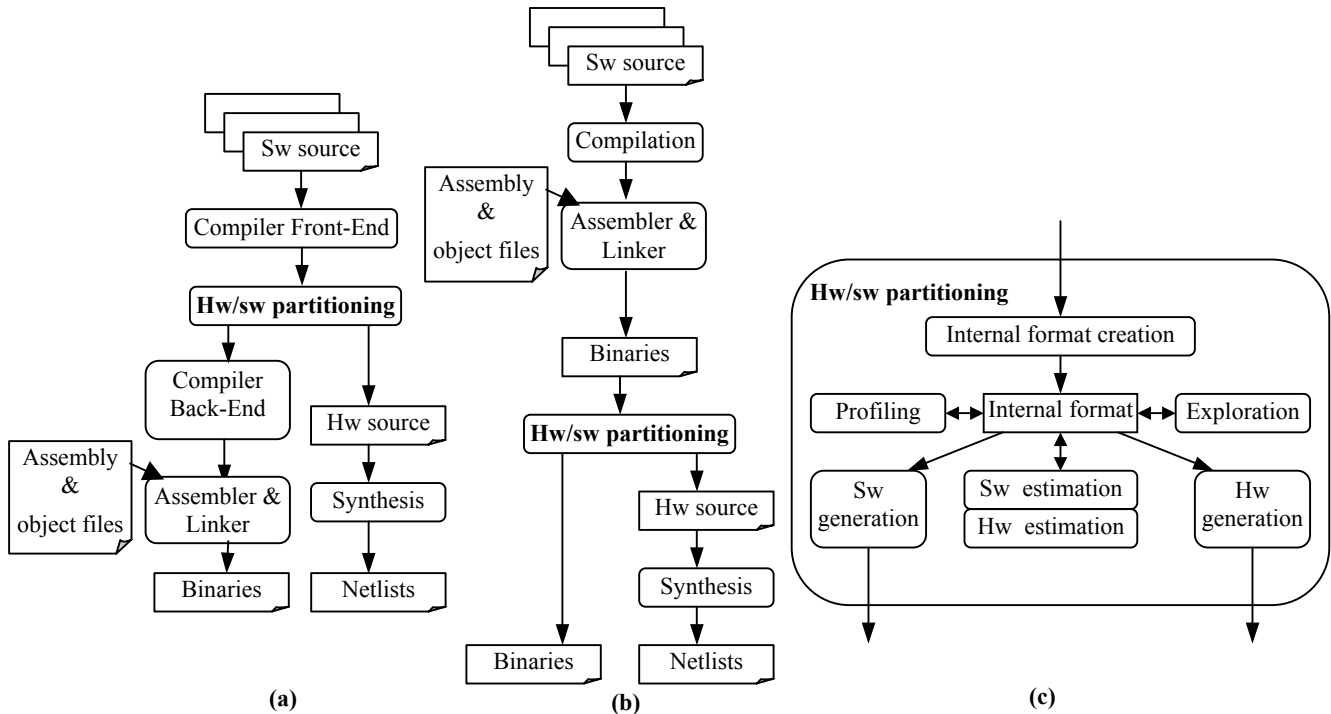 Sw source
Compiler Front-End
Hw/sw partitioning
Compiler
Back-End
Hw source
Assembly
&
object files
Assembler &
Linker
Synthesis
Binaries
Netlists
(a)
Sw source
Compilation
Assembly
&
object files
Assembler &
Linker
Binaries
Hw/sw partitioning
Hw source
Synthesis
Binaries
Netlists
(b)
Hw/sw partitioning
Internal format creation
Profiling
Internal format
Exploration
Sw
generation
Sw estimation
Hw estimation
Hw
generation
(c)